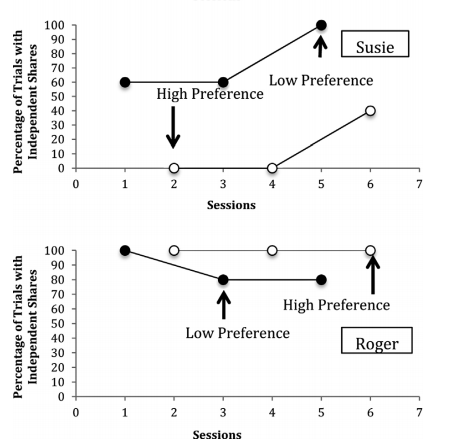 Percentage of Trials with
Independent Shares
100
90
80
70
60
50
40
30
20
10
0
Susie
Low Preference
High Preference
0 1 2 3 4 5 6 7
Sessions
Percentage of Trials with
Independent Shares
100
90
80
70
60
50
40
30
20
10
0
High Preference
Low Preference
Roger
0 1 2 3 4 5 6 7
Sessions